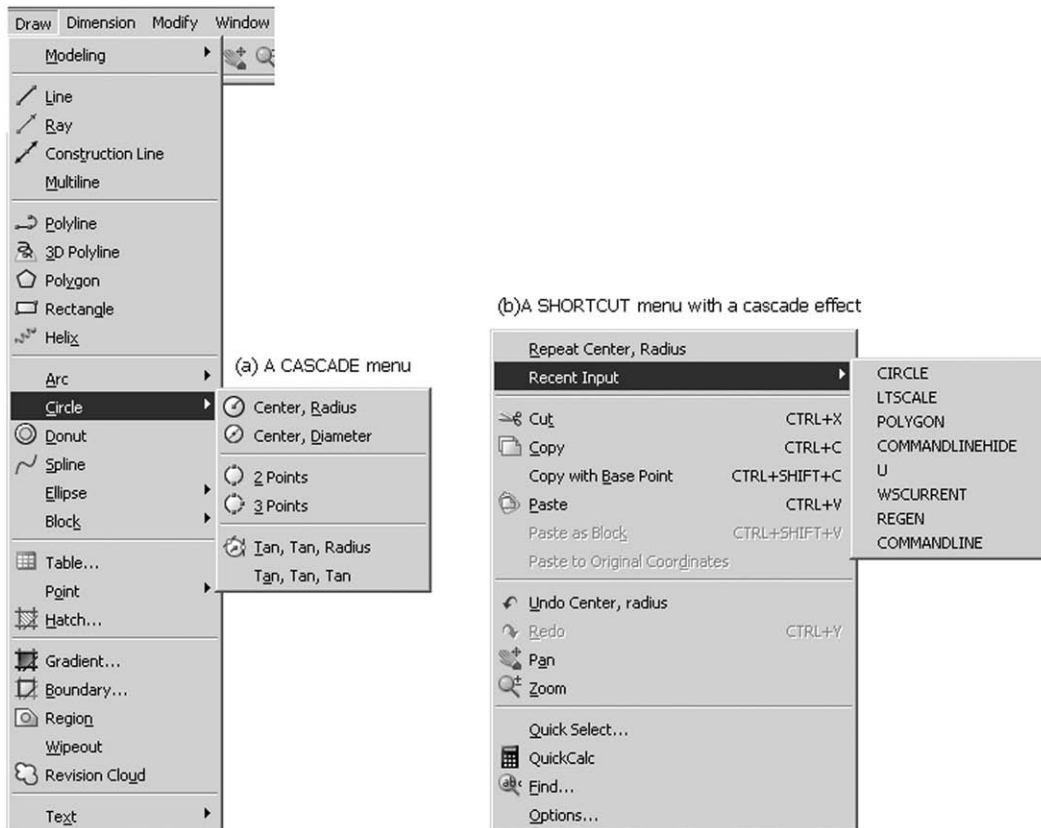 Draw Dimension Modify Window
Modeling
Line
Ray
Construction Line
Multiline
Polyline
3D Polyline
Polygon
Rectangle
Helix
Arc
Circle
Donut
Spline
Ellipse
Block
Table...
Point
Hatch...
Gradient...
Boundary...
Region
Wipeout
Revision Cloud
Text
(a) A CASCADE menu
Center, Radius
Center, Diameter
2 Points
3 Points
Tan, Tan, Radius
Tan, Tan, Tan
(b)A SHORTCUT menu with a cascade effect
Repeat Center, Radius
Recent Input
Cut CTRL+X
Copy CTRL+C
Copy with Base Point CTRL+SHIFT+C
Paste CTRL+V
Paste as Block CTRL+SHIFT+V
Paste to Original Coordinates
Undo Center, radius
Redo CTRL+Y
Pan
Zoom
Quick Select...
QuickCalc
Find...
Options...
CIRCLE
LTSCALE
POLYGON
COMMANDLINEHIDE
U
WSCURRENT
REGEN
COMMANDLINE